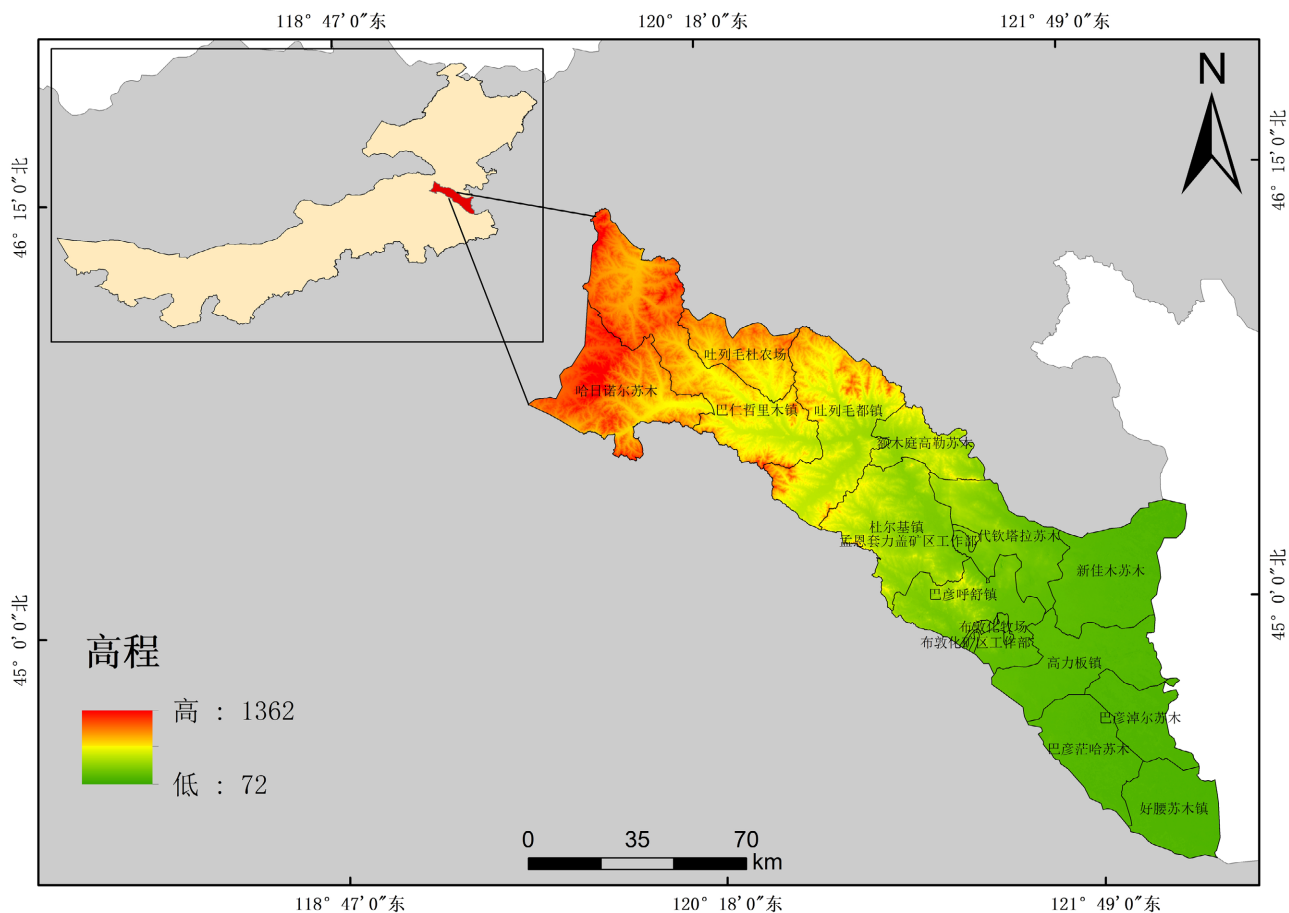 118° 47′0″东
120° 18′0″东
121° 49′0″东
N
46° 15′0″北
46° 15′0″北
吐列毛杜农场
哈日诺尔苏木
巴仁哲里木镇
吐列毛都镇
额木庭高勒苏木
杜尔基镇
孟恩套力盖矿区工作部
代钦塔拉苏木
新佳木苏木
巴彦呼舒镇
布敦化牧场
布敦化矿区工作部
高力板镇
巴彦淖尔苏木
巴彦茫哈苏木
好腰苏木镇
45° 0′0″北
45° 0′0″北
高程
高 : 1362
低 : 72
0 35 70
km
118° 47′0″东
120° 18′0″东
121° 49′0″东